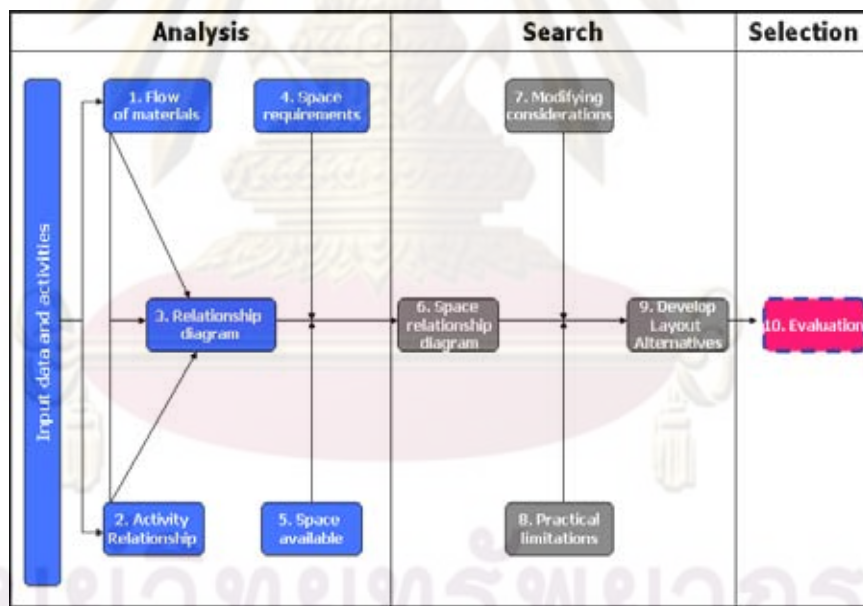 Analysis
Search
Selection
Input data and activities
1. Flow
of materials
4. Space
requirements
7. Modifying
considerations
3. Relationship
diagram
6. Space
relationship
diagram
9. Develop
Layout
Alternatives
10. Evaluation
2. Activity
Relationship
5. Space
available
8. Practical
limitations